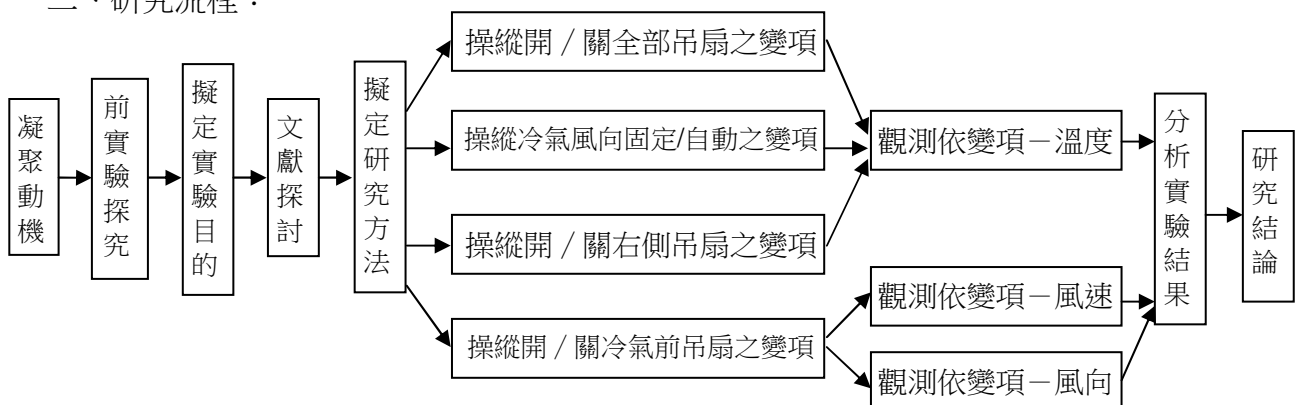 二、研究流程：
凝聚動機
前實驗探究
擬定實驗目的
文獻探討
擬定研究方法
操縱開／關全部吊扇之變項
操縱冷氣風向固定/自動之變項
操縱開／關右側吊扇之變項
操縱開／關冷氣前吊扇之變項
觀測依變項－溫度
觀測依變項－風速
觀測依變項－風向
分析實驗結果
研究結論